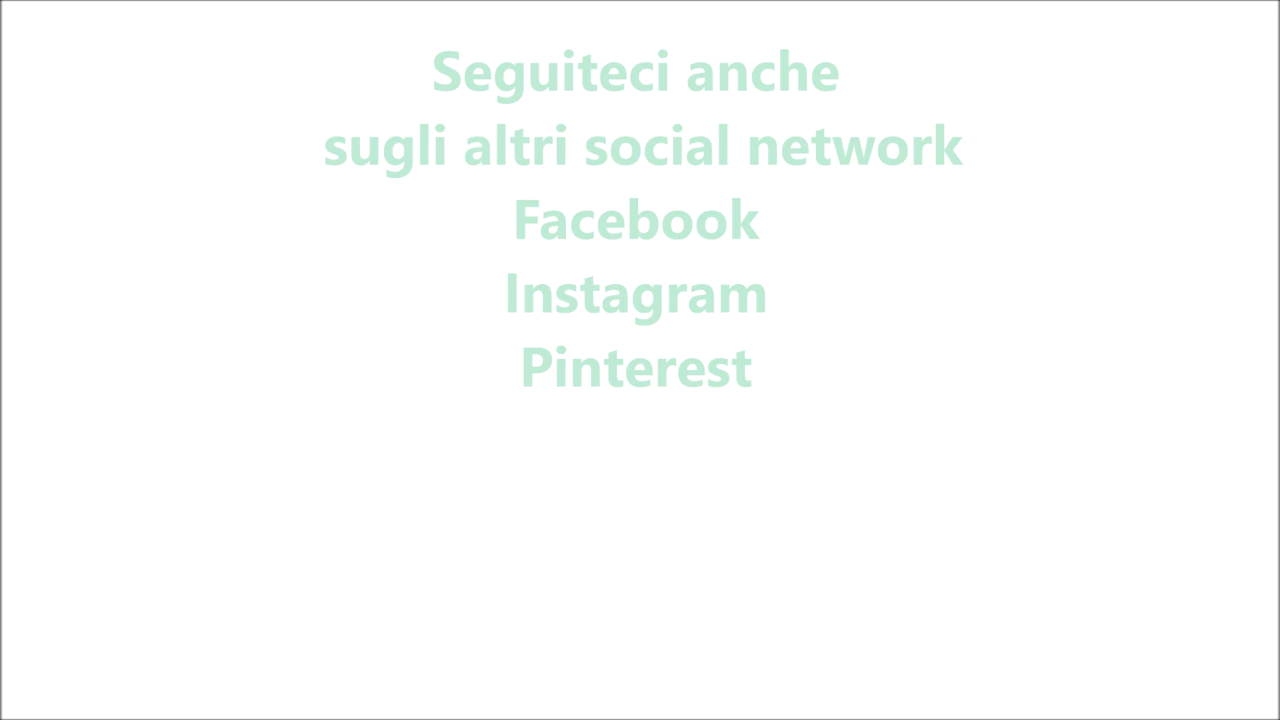 Seguiteci anche
sugli altri social network
Facebook
Instagram
Pinterest